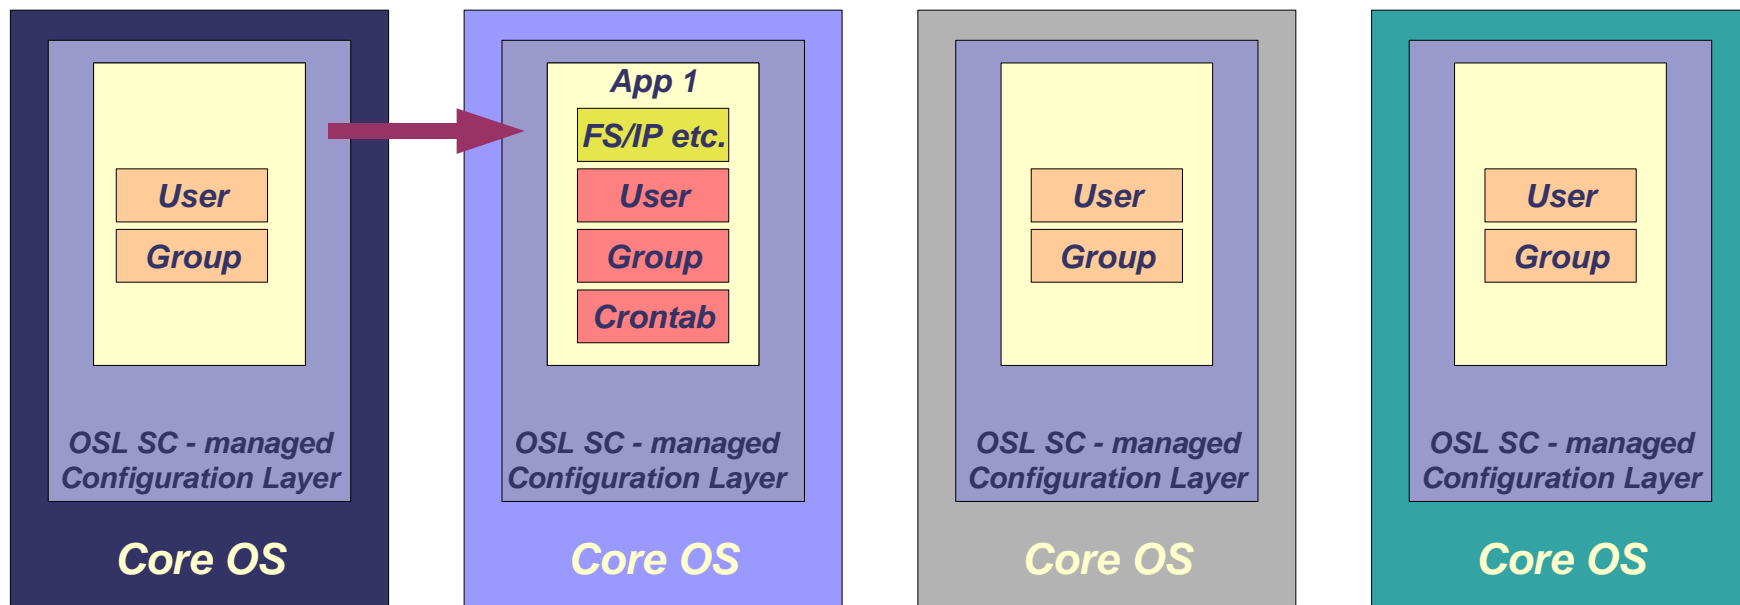 User
Group
OSL SC - managed
Configuration Layer
Core OS
App 1
FS/IP etc.
User
Group
Crontab
OSL SC - managed
Configuration Layer
Core OS
User
Group
OSL SC - managed
Configuration Layer
Core OS
User
Group
OSL SC - managed
Configuration Layer
Core OS